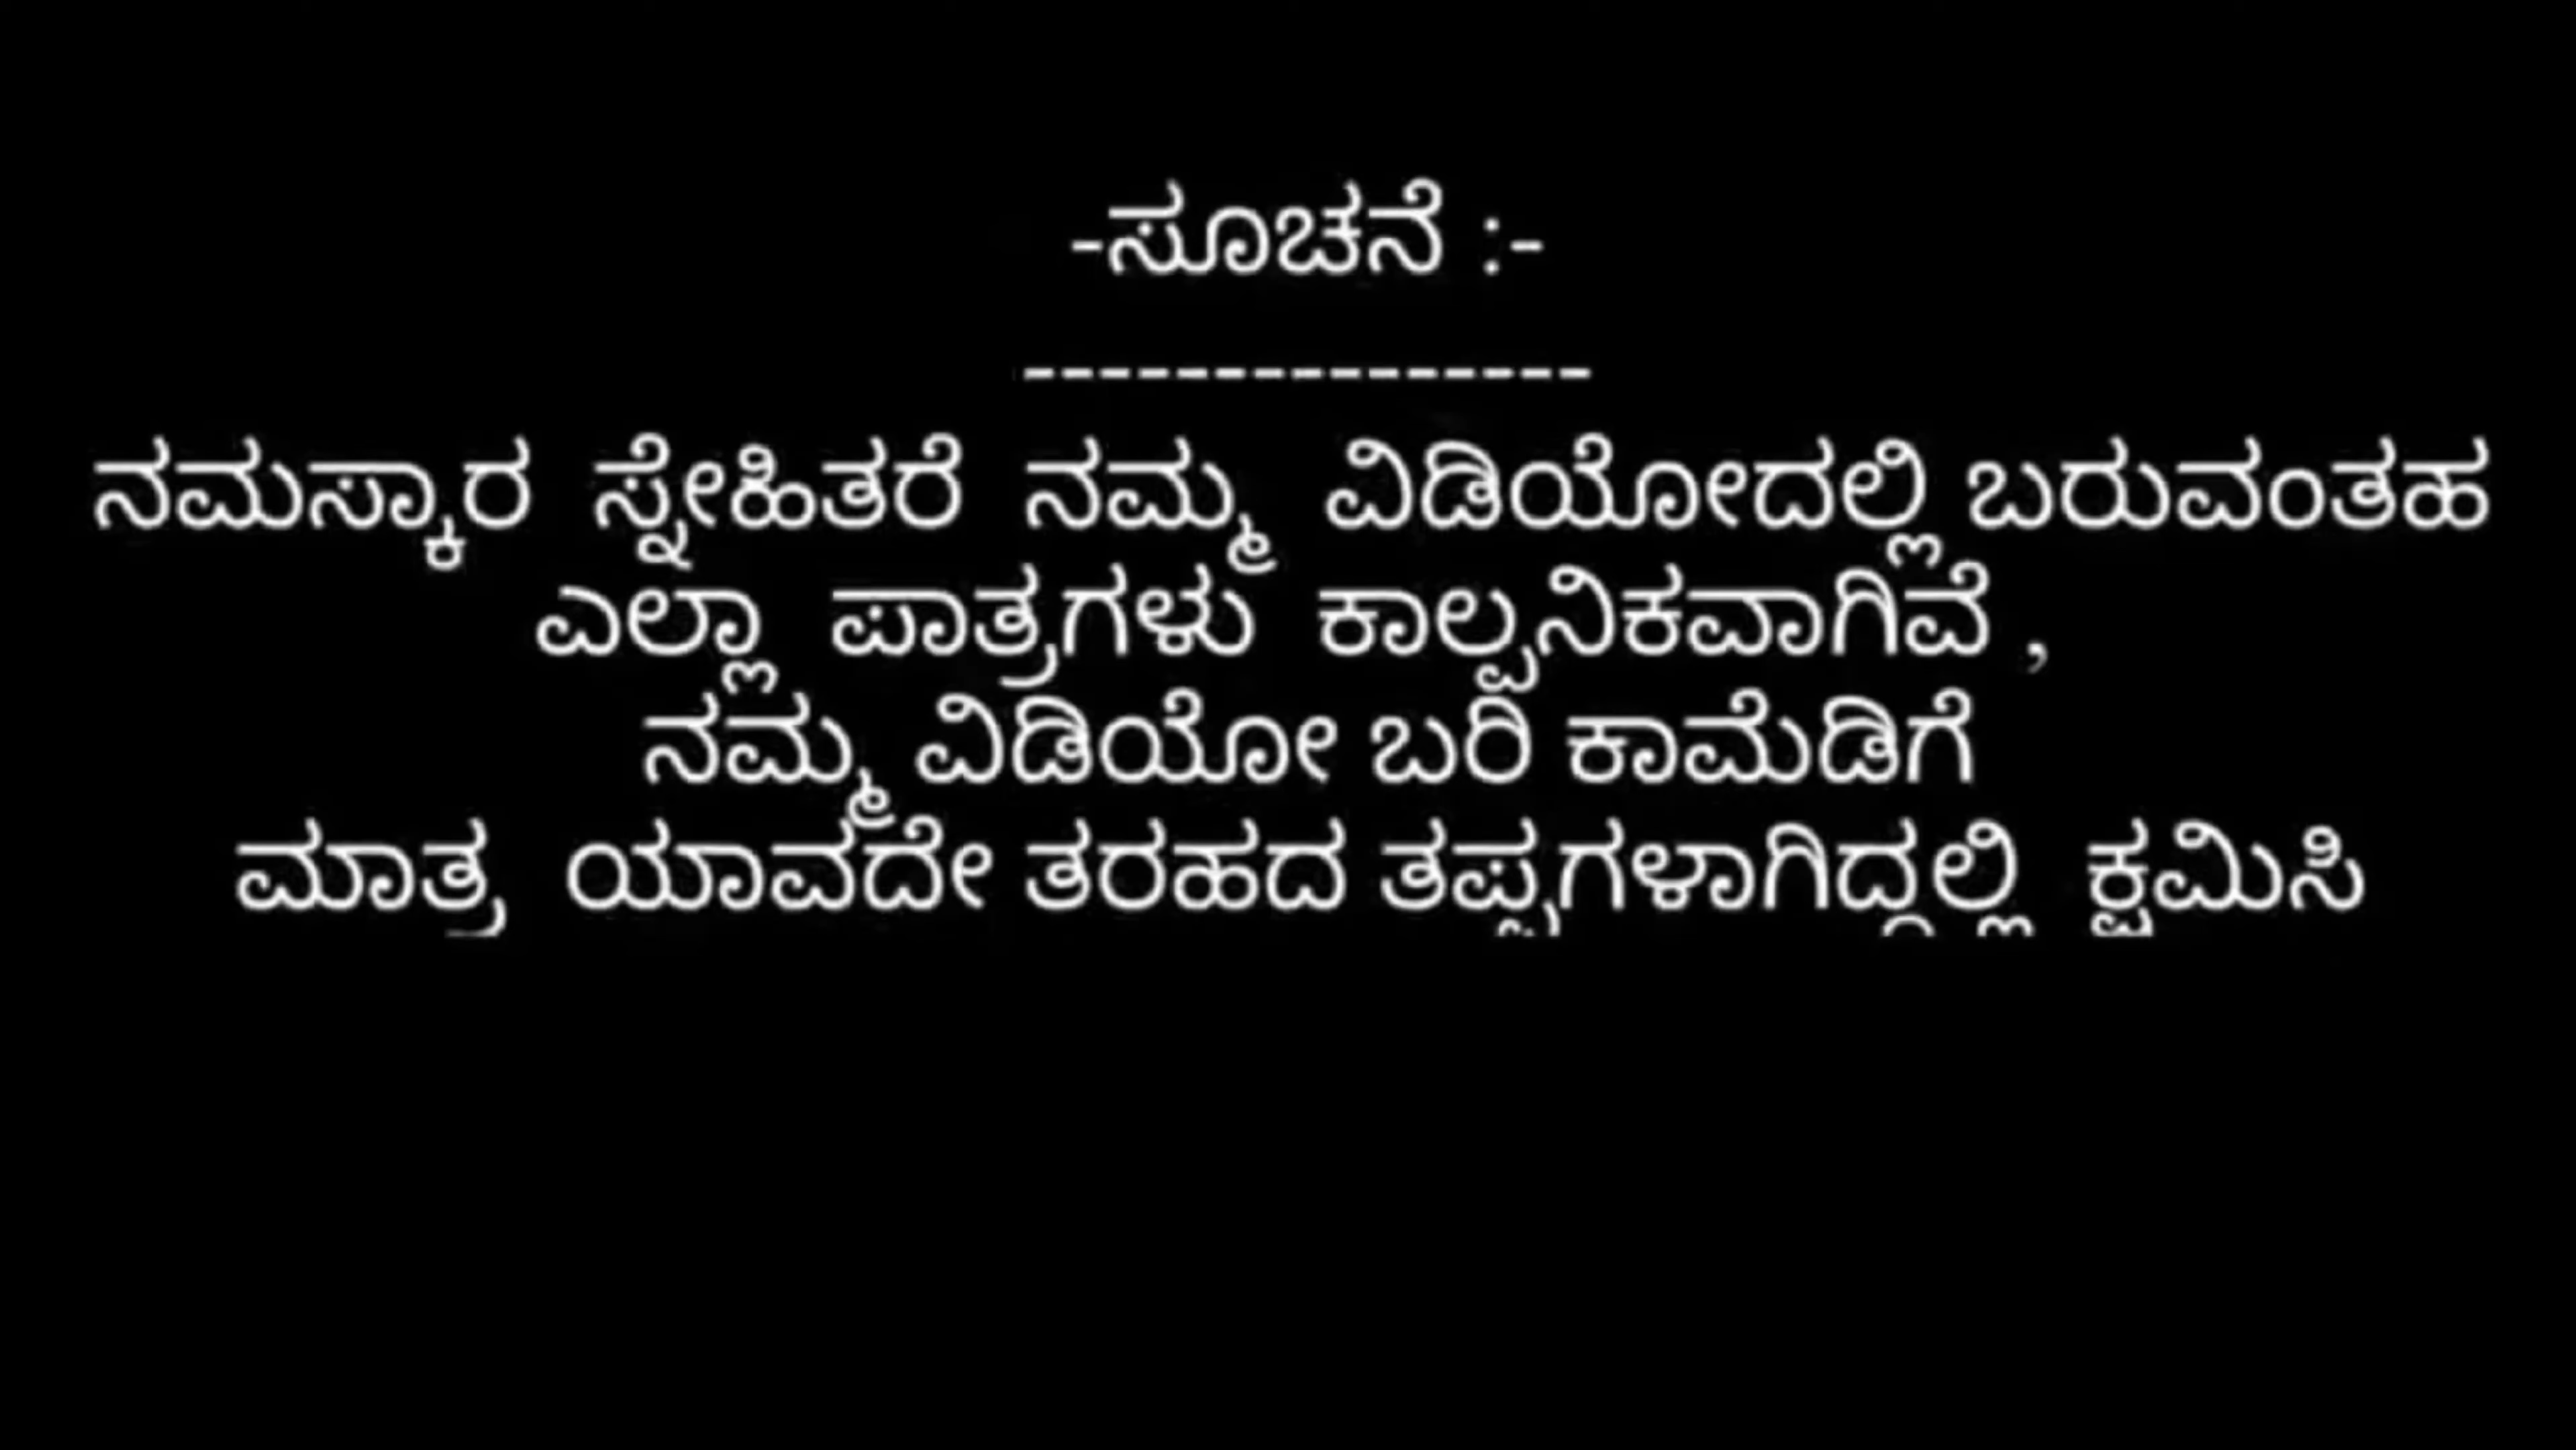 -ಸೂಚನೆ :-
----------------
ನಮಸ್ಕಾರ ಸ್ನೇಹಿತರೆ ನಮ್ಮ ವಿಡಿಯೋದಲ್ಲಿ ಬರುವಂತಹ
ಎಲ್ಲಾ ಪಾತ್ರಗಳು ಕಾಲ್ಪನಿಕವಾಗಿವೆ ,
ನಮ್ಮ ವಿಡಿಯೋ ಬರಿ ಕಾಮೆಡಿಗೆ
ಮಾತ್ರ ಯಾವದೇ ತರಹದ ತಪ್ಪುಗಳಾಗಿದ್ದಲ್ಲಿ ಕ್ಷಮಿಸಿ